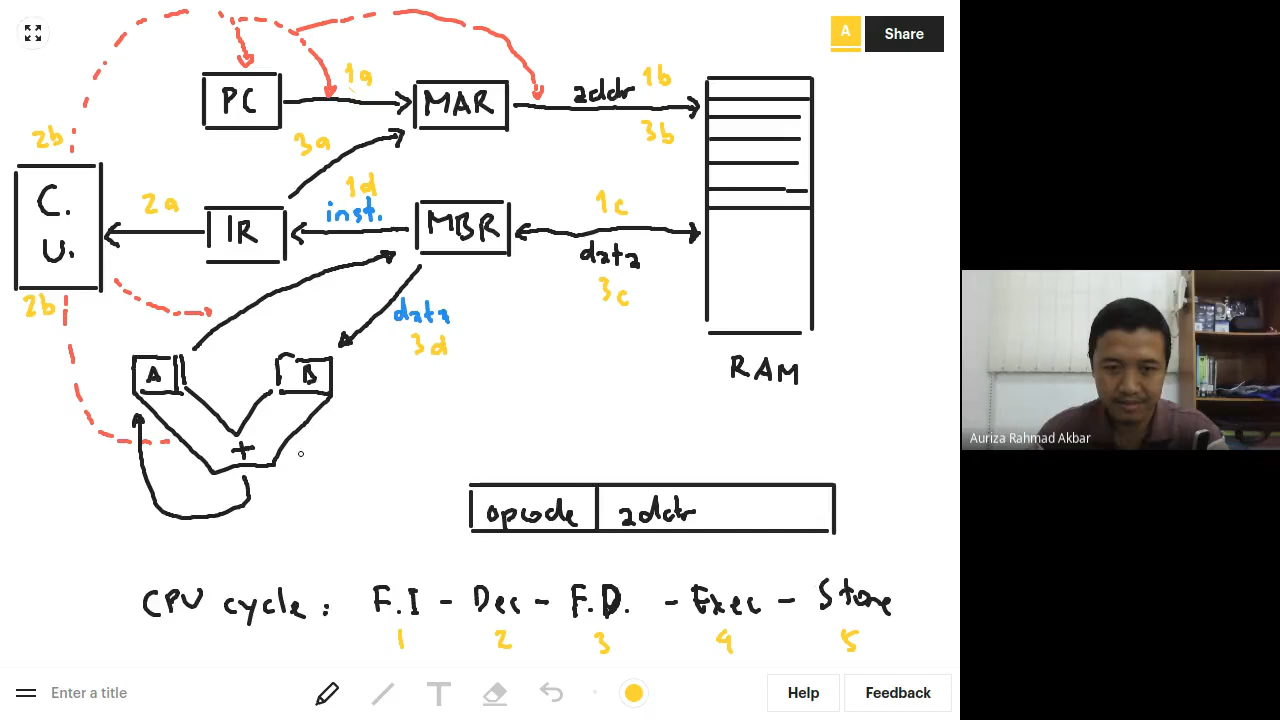 A Share
1a
1b
PC
MAR
addr
2b
3a
3b
C.
U.
2a
IR
1d
inst.
MBR
1c
data
3c
2b
data
3d
A
B
+
RAM
Auriza Rahmad Akbar
opcode addr
CPU cycle : F.I - Dec - F.D. - Exec - Store
1 2 3 4 5
Enter a title
T
Help
Feedback